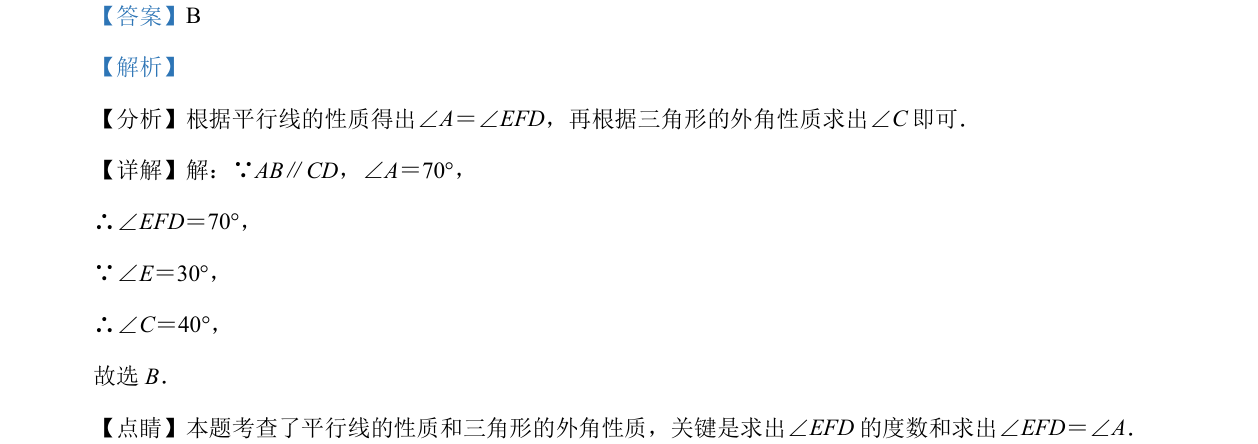 【答案】B
【解析】
【分析】根据平行线的性质得出∠A＝∠EFD，再根据三角形的外角性质求出∠C即可．
【详解】解：∵AB∥CD，∠A＝70°，
∴∠EFD＝70°，
∵∠E＝30°，
∴∠C＝40°，
故选B．
【点睛】本题考查了平行线的性质和三角形的外角性质，关键是求出∠EFD的度数和求出∠EFD＝∠A．